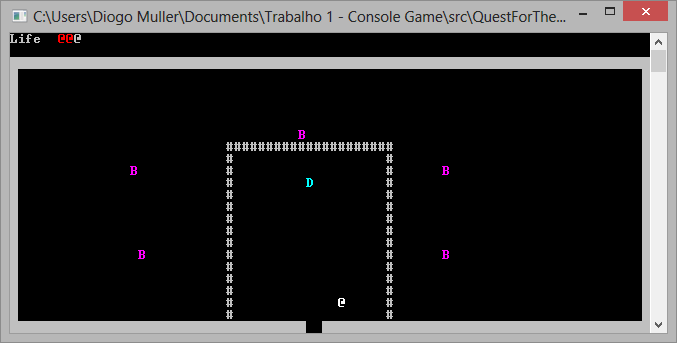 C:\Users\Diogo Muller\Documents\Trabalho 1 - Console Game\src\QuestForThe...
Life @@@
B
#####################
# #
B # # B
# D #
# #
# #
# #
# #
# #
B # # B
# #
# #
# #
# @ #
# #